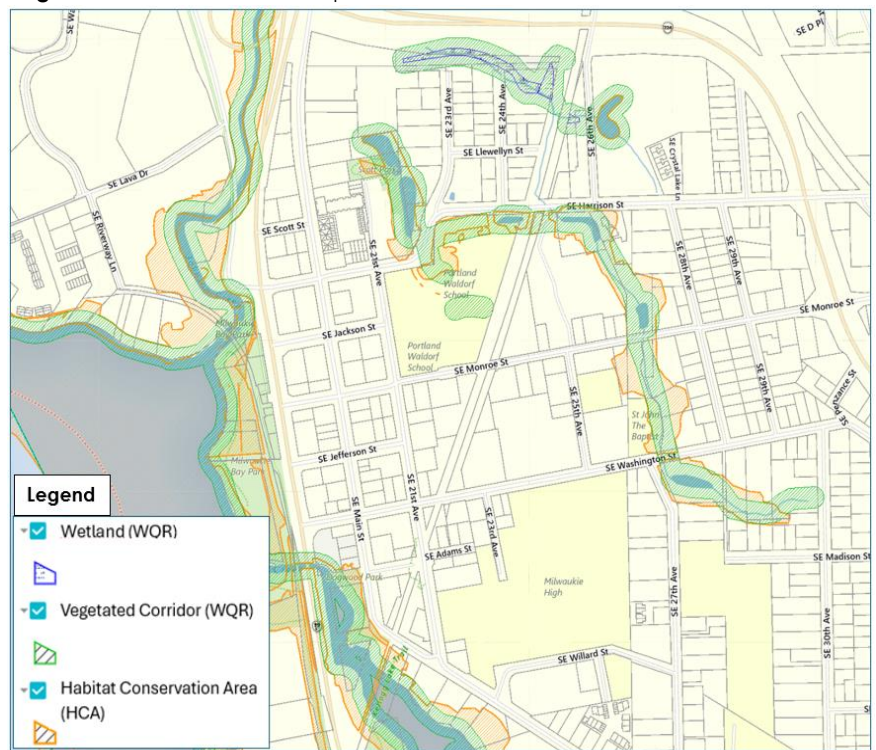 SE D Pl
224
SE 23rd Ave
SE 24th Ave
SE 26th Ave
SE Llewellyn St
SE Crystal Lake Ln
SE Lava Dr
SE Harrison St
SE Riverway Ln
SE Scott St
SE 21st Ave
SE 28th Ave
SE 29th Ave
Portland
Waldorf
School
SE Monroe St
SE Jackson St
Portland
Waldorf
School
SE Monroe St
SE 25th Ave
SE 29th Ave
St John
The
Baptist
SE Jefferson St
SE Washington St
SE Main St
SE 21st Ave
SE 23rd Ave
SE Adams St
SE Madison St
Milwaukie
High
SE 27th Ave
SE 30th Ave
SE Willard St
Legend
Wetland (WQR)
Vegetated Corridor (WQR)
Habitat Conservation Area
(HCA)